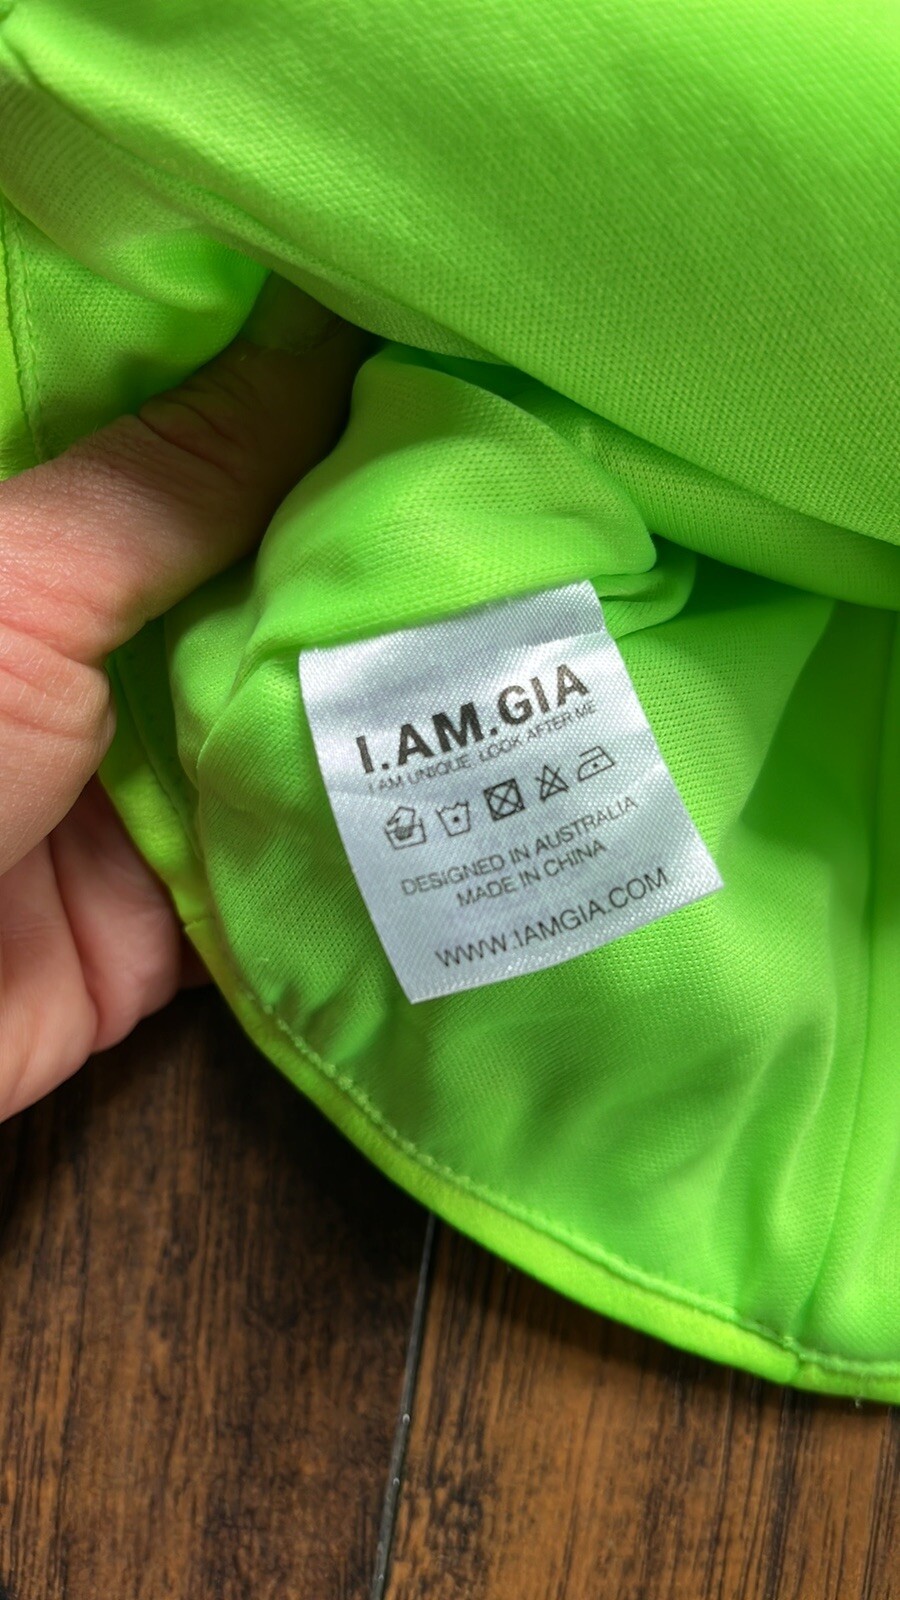 I.AM.GIA
I AM UNIQUE LOOK AFTER ME
DESIGNED IN AUSTRALIA
MADE IN CHINA
WWW.IAMGIA.COM